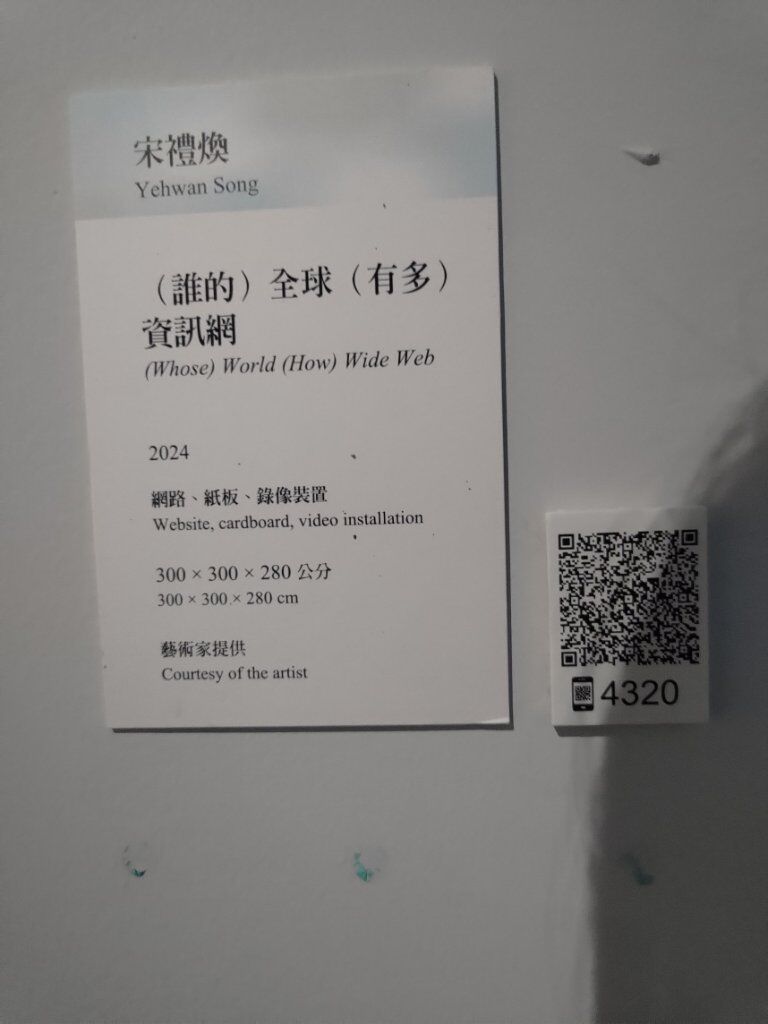 宋禮煥
Yehwan Song
（誰的）全球（有多）
資訊網
(Whose) World (How) Wide Web
2024
網路、紙板、錄像裝置
Website, cardboard, video installation
300 × 300 × 280 公分
300 × 300 × 280 cm
藝術家提供
Courtesy of the artist
4320